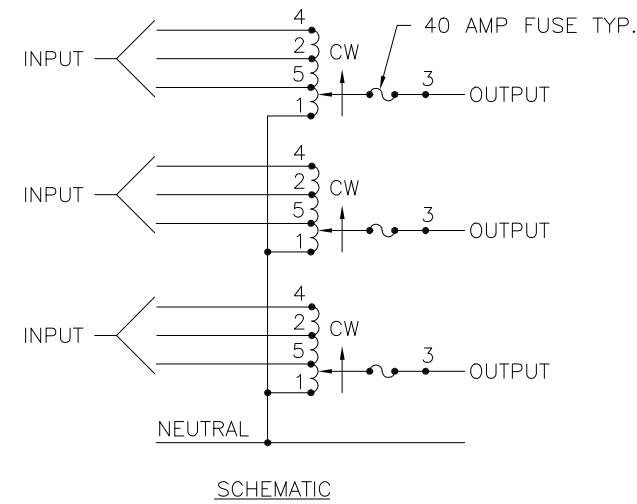 4
40 AMP FUSE TYP.
INPUT
2
CW
5
3
OUTPUT
1
4
INPUT
2
CW
5
3
OUTPUT
1
4
INPUT
2
CW
5
3
OUTPUT
1
NEUTRAL
SCHEMATIC